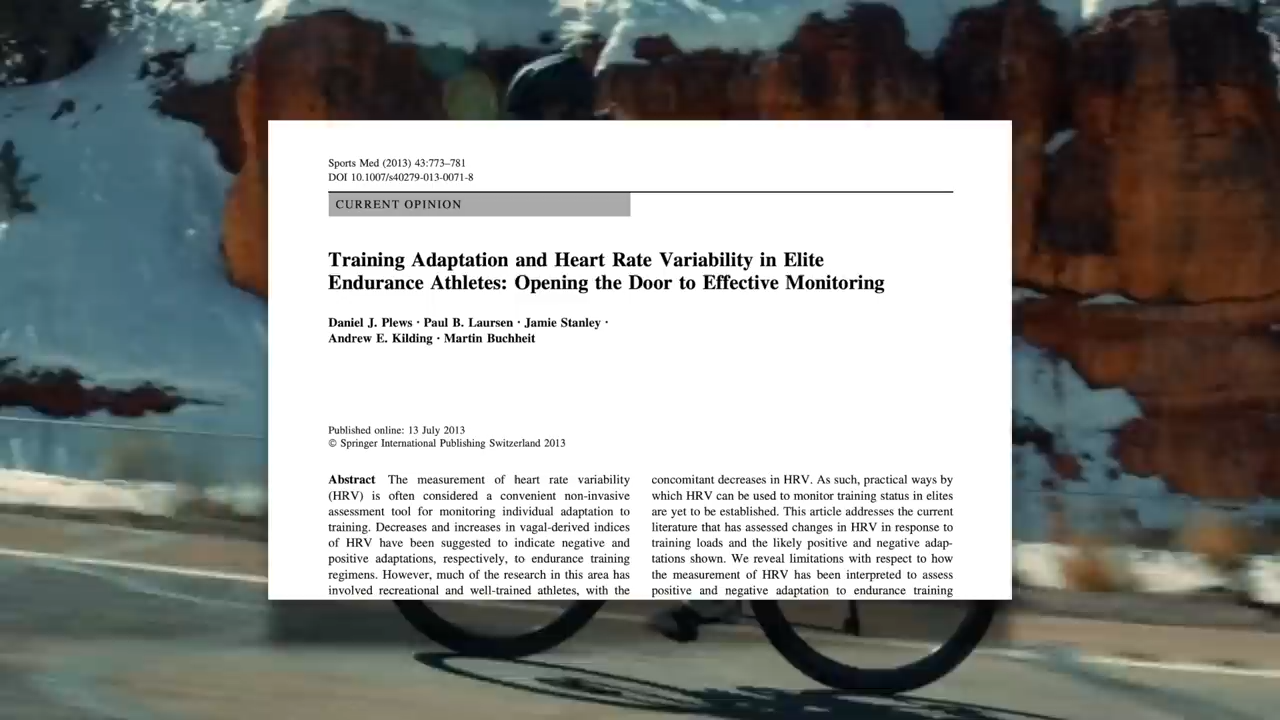 Sports Med (2013) 43:773–781
DOI 10.1007/s40279-013-0071-8
CURRENT OPINION
Training Adaptation and Heart Rate Variability in Elite
Endurance Athletes: Opening the Door to Effective Monitoring
Daniel J. Plews · Paul B. Laursen · Jamie Stanley ·
Andrew E. Kilding · Martin Buchheit
Published online: 13 July 2013
© Springer International Publishing Switzerland 2013
Abstract The measurement of heart rate variability
(HRV) is often considered a convenient non-invasive
assessment tool for monitoring individual adaptation to
training. Decreases and increases in vagal-derived indices
of HRV have been suggested to indicate negative and
positive adaptations, respectively, to endurance training
regimens. However, much of the research in this area has
involved recreational and well-trained athletes, with the
concomitant decreases in HRV. As such, practical ways by
which HRV can be used to monitor training status in elites
are yet to be established. This article addresses the current
literature that has assessed changes in HRV in response to
training loads and the likely positive and negative adap-
tations shown. We reveal limitations with respect to how
the measurement of HRV has been interpreted to assess
positive and negative adaptation to endurance training